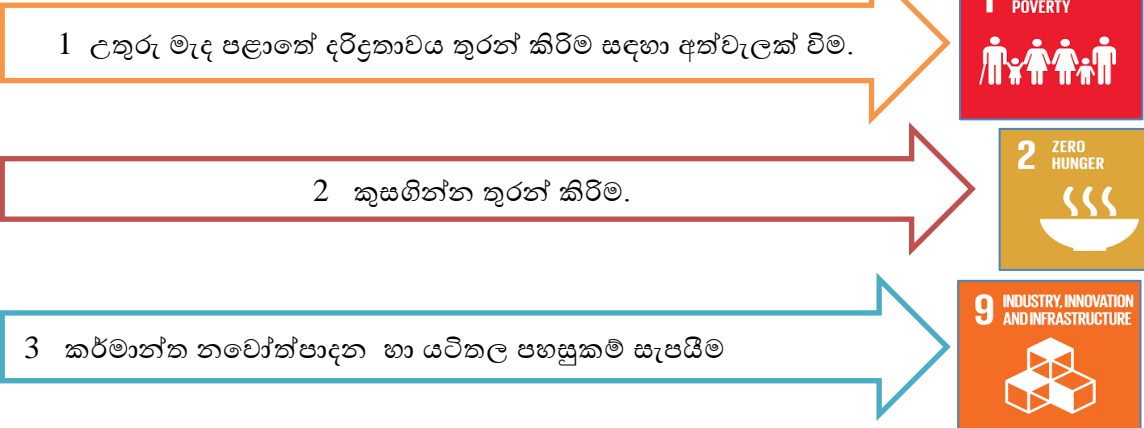 1 POVERTY
1 උතුරු මැද පළාතේ දරිද්‍රතාවය තුරන් කිරිම සඳහා අත්වැලක් විම.
2 ZERO
HUNGER
2 කුසගින්න තුරන් කිරිම.
9 INDUSTRY, INNOVATION
AND INFRASTRUCTURE
3 කර්මාන්ත නවෝත්පාදන හා යටිතල පහසුකම් සැපයීම